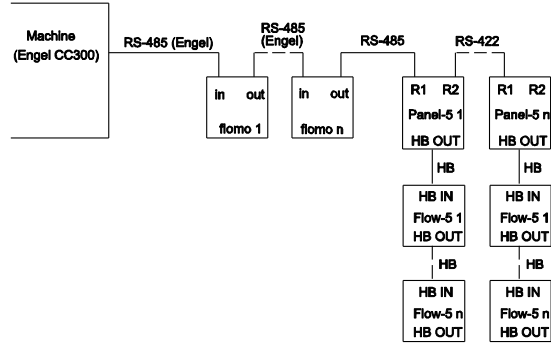 Machine
(Engel CC300)
RS-485 (Engel)
RS-485
(Engel)
RS-485
RS-422
in out
flomo 1
in out
flomo n
R1 R2
Panel-5 1
HB OUT
R1 R2
Panel-5 n
HB OUT
HB
HB
HB IN
Flow-5 1
HB OUT
HB IN
Flow-5 1
HB OUT
HB
HB
HB IN
Flow-5 n
HB OUT
HB IN
Flow-5 n
HB OUT